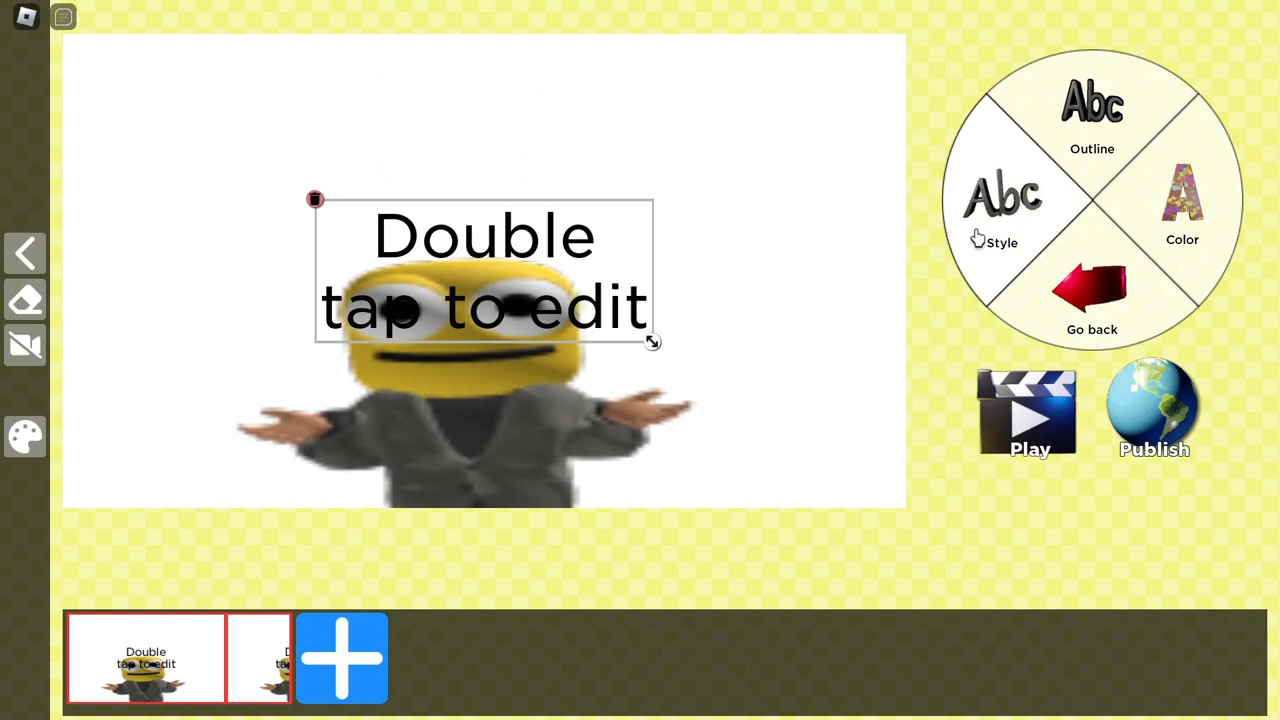 Abc
Outline
Double
tap to edit
Abc
Style
A
Color
Go back
Play
Publish
Double
tap to edit